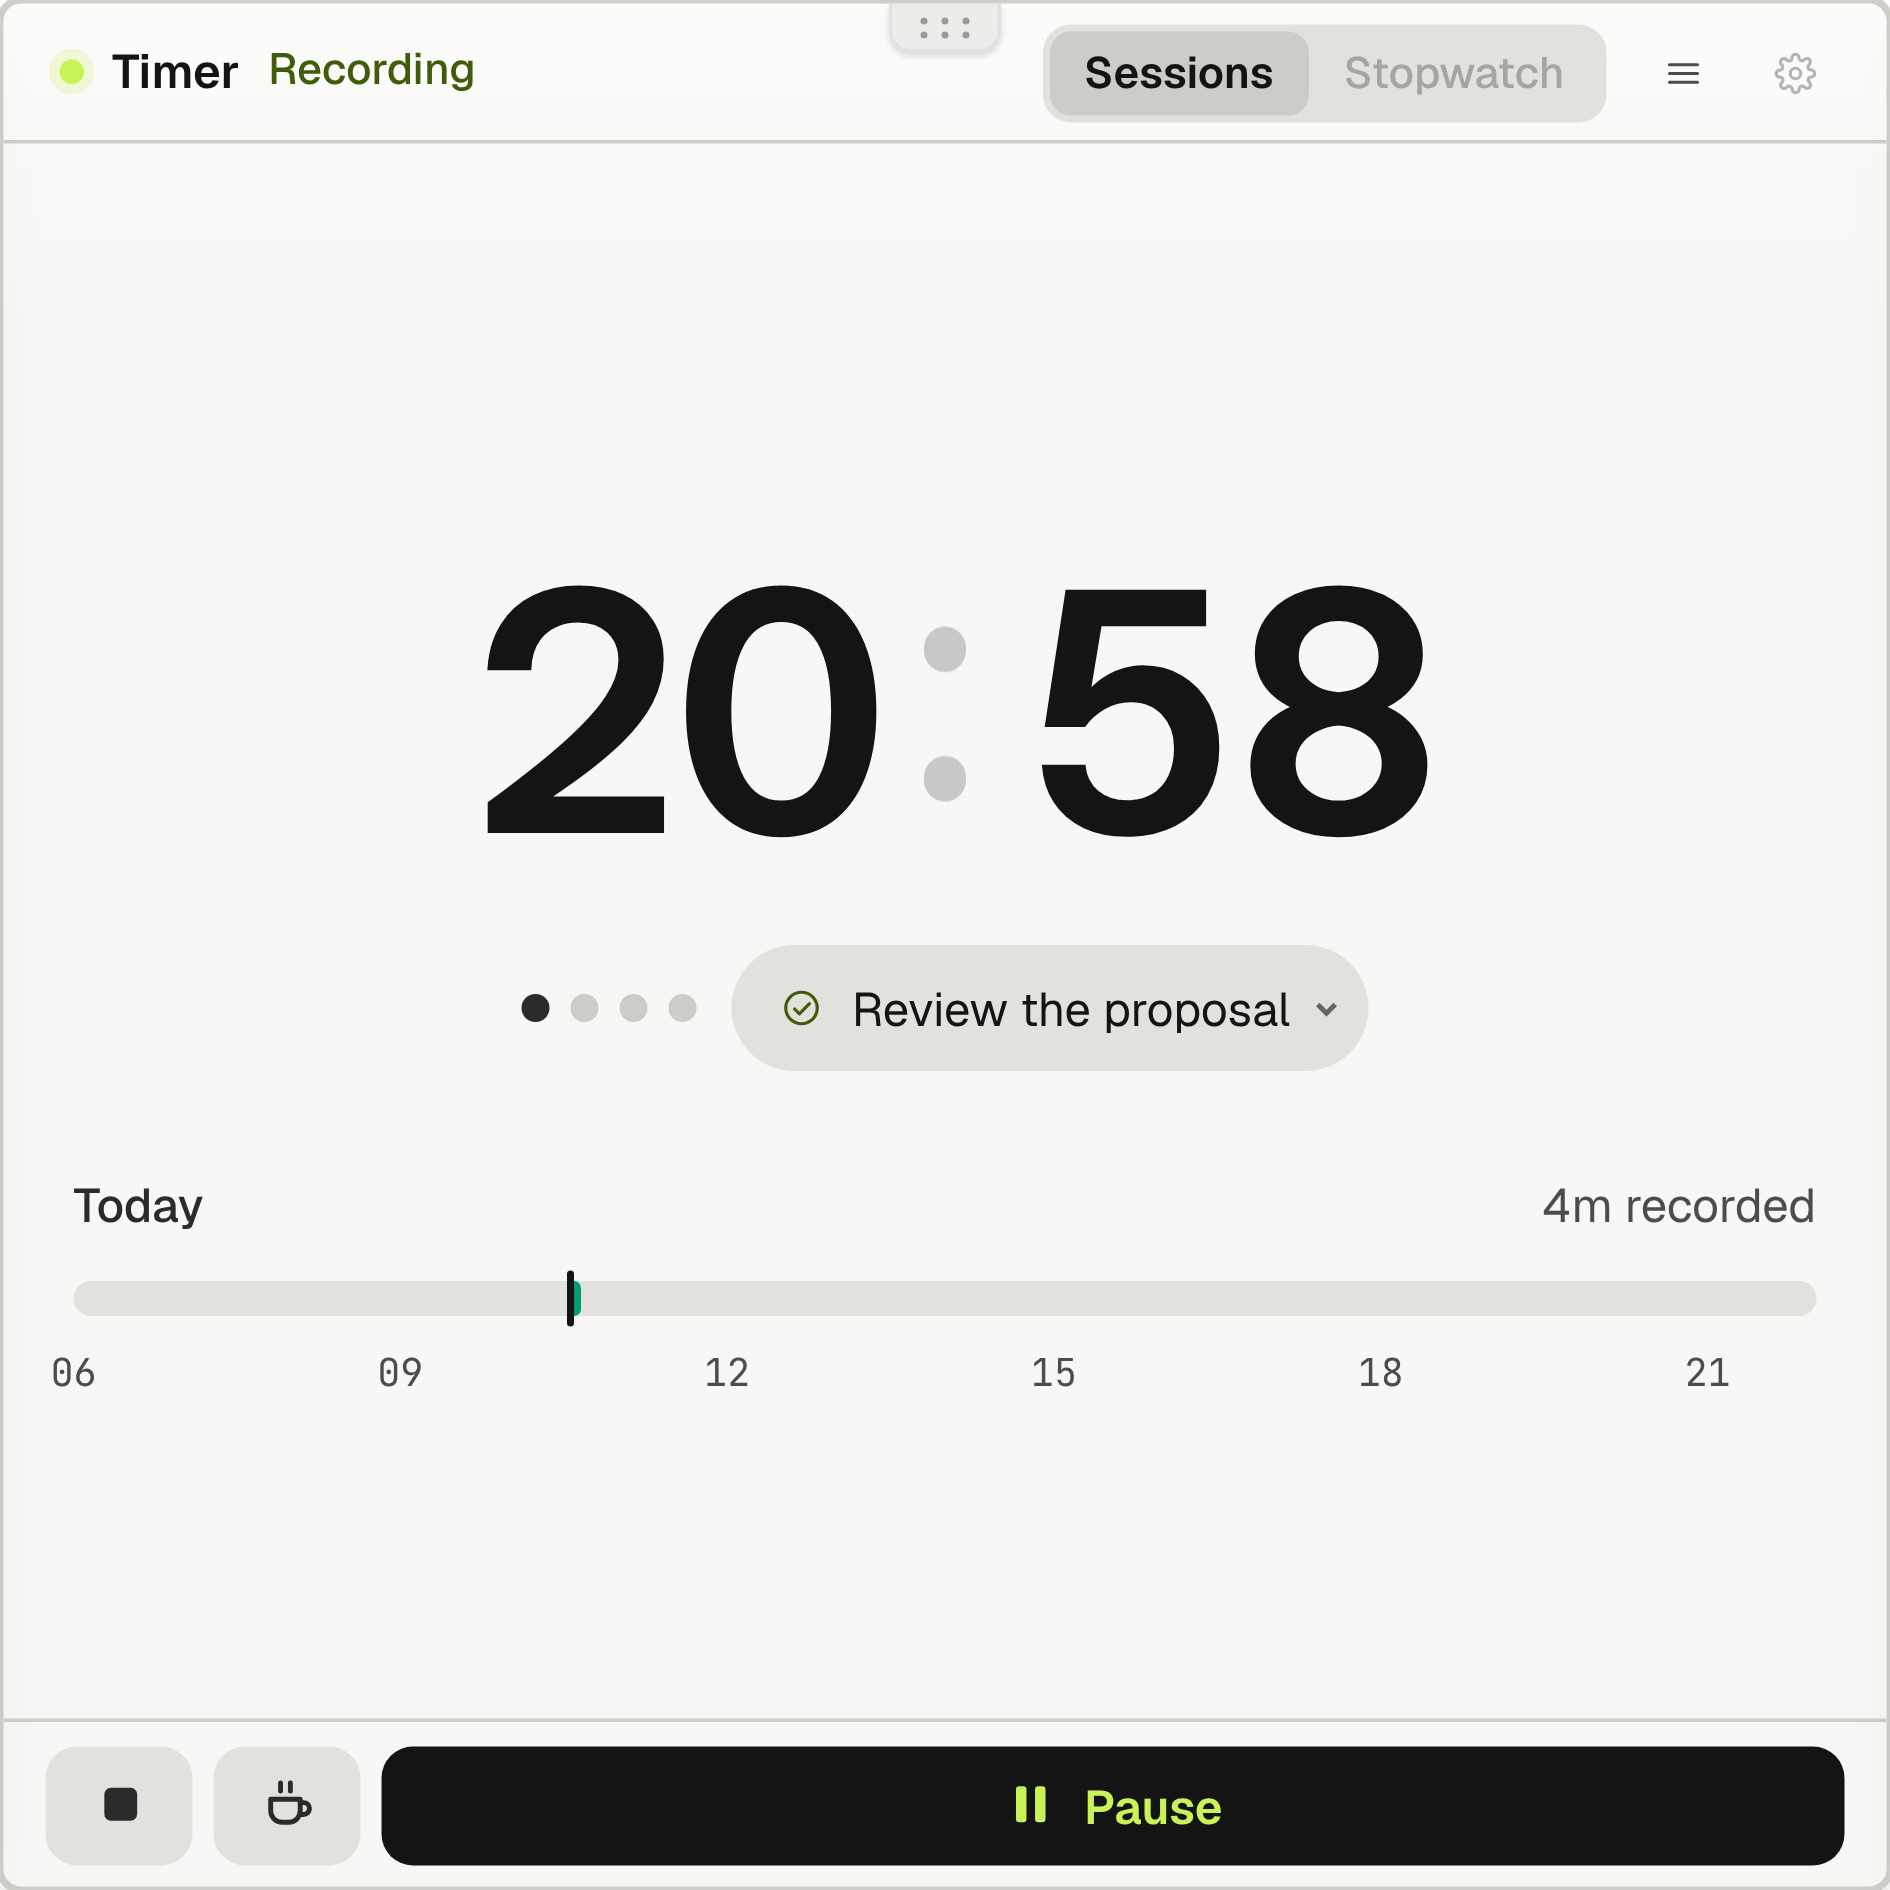 Timer Recording Sessions Stopwatch
20:58
Review the proposal
Today 4m recorded
06 09 12 15 18 21
Pause